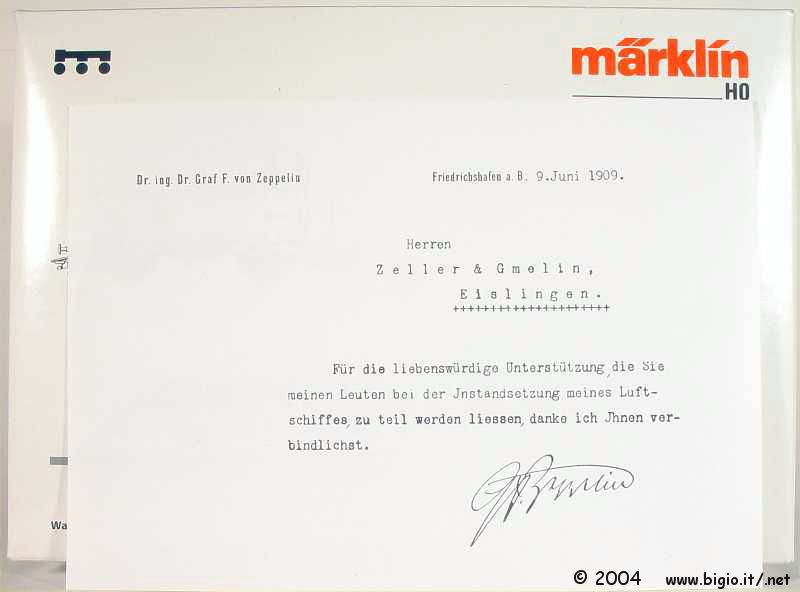 märklin
HO
Dr. ing. Dr. Graf F. von Zeppelin
Friedrichshafen a. B. 9.Juni 1909.
Herren
Zeller & Gmelin,
Eislingen.
+++++++++++++++++++++
Für die liebenswürdige Unterstützung, die Sie
meinen Leuten bei der Jnstandsetzung meines Luft-
schiffes, zu teil werden liessen, danke ich Jhnen ver-
bindlichst.
Zeppelin
Wa
© 2004 www.bigio.it/.net